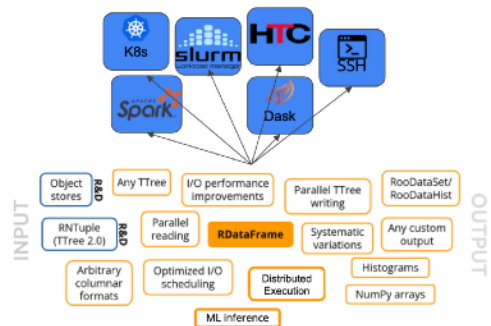 K8s
slurm
workload manager
HTC
SSH
APACHE
Spark
Dask
INPUT
OUTPUT
Object
stores
R&D
Any TTree
I/O performance
improvements
Parallel TTree
writing
RooDataSet/
RooDataHist
RNTuple
(TTree 2.0)
R&D
Parallel
reading
RDataFrame
Systematic
variations
Any custom
output
Arbitrary
columnar
formats
Optimized I/O
scheduling
Distributed
Execution
Histograms
NumPy arrays
ML inference